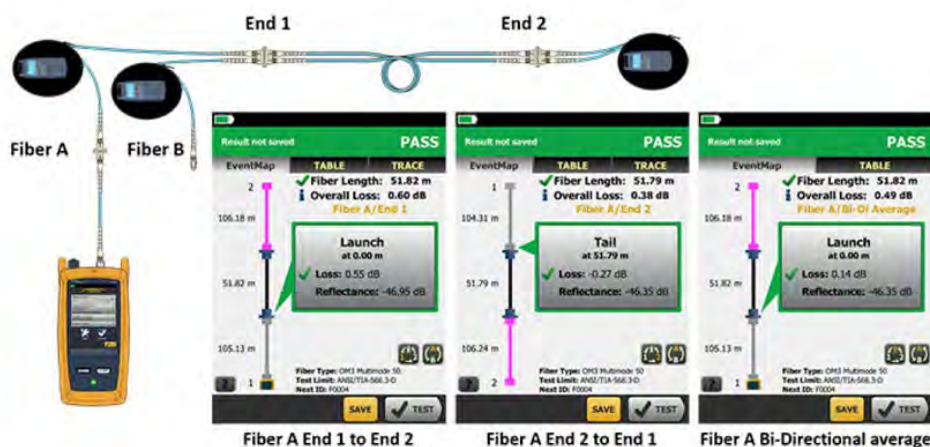 End 1
End 2
Fiber A
Fiber B
Result not saved PASS
EventMap TABLE TRACE
2
Fiber Length: 51.82 m
i Overall Loss: 0.60 dB
Fiber A/End 1
106.18 m
Launch
at 0.00 m
Loss: 0.55 dB
Reflectance: -46.95 dB
51.82 m
105.13 m
Fiber Type: OM3 Multimode 50
Test Limit: ANSI/TIA-568.3-D
Next ID: F0004
? 1
SAVE TEST
Fiber A End 1 to End 2
Result not saved PASS
EventMap TABLE TRACE
1
Fiber Length: 51.79 m
i Overall Loss: 0.38 dB
Fiber A/End 2
104.31 m
Tail
at 51.79 m
Loss: -0.27 dB
Reflectance: -46.35 dB
51.79 m
106.24 m
Fiber Type: OM3 Multimode 50
Test Limit: ANSI/TIA-568.3-D
Next ID: F0004
? 2
SAVE TEST
Fiber A End 2 to End 1
Result not saved PASS
EventMap TABLE
2
Fiber Length: 51.82 m
i Overall Loss: 0.49 dB
Fiber A/Bi-Di Average
106.18 m
Launch
at 0.00 m
Loss: 0.14 dB
Reflectance: -46.35 dB
51.82 m
105.13 m
Fiber Type: OM3 Multimode 50
Test Limit: ANSI/TIA-568.3-D
Next ID: F0004
? 1
SAVE TEST
Fiber A Bi-Directional average